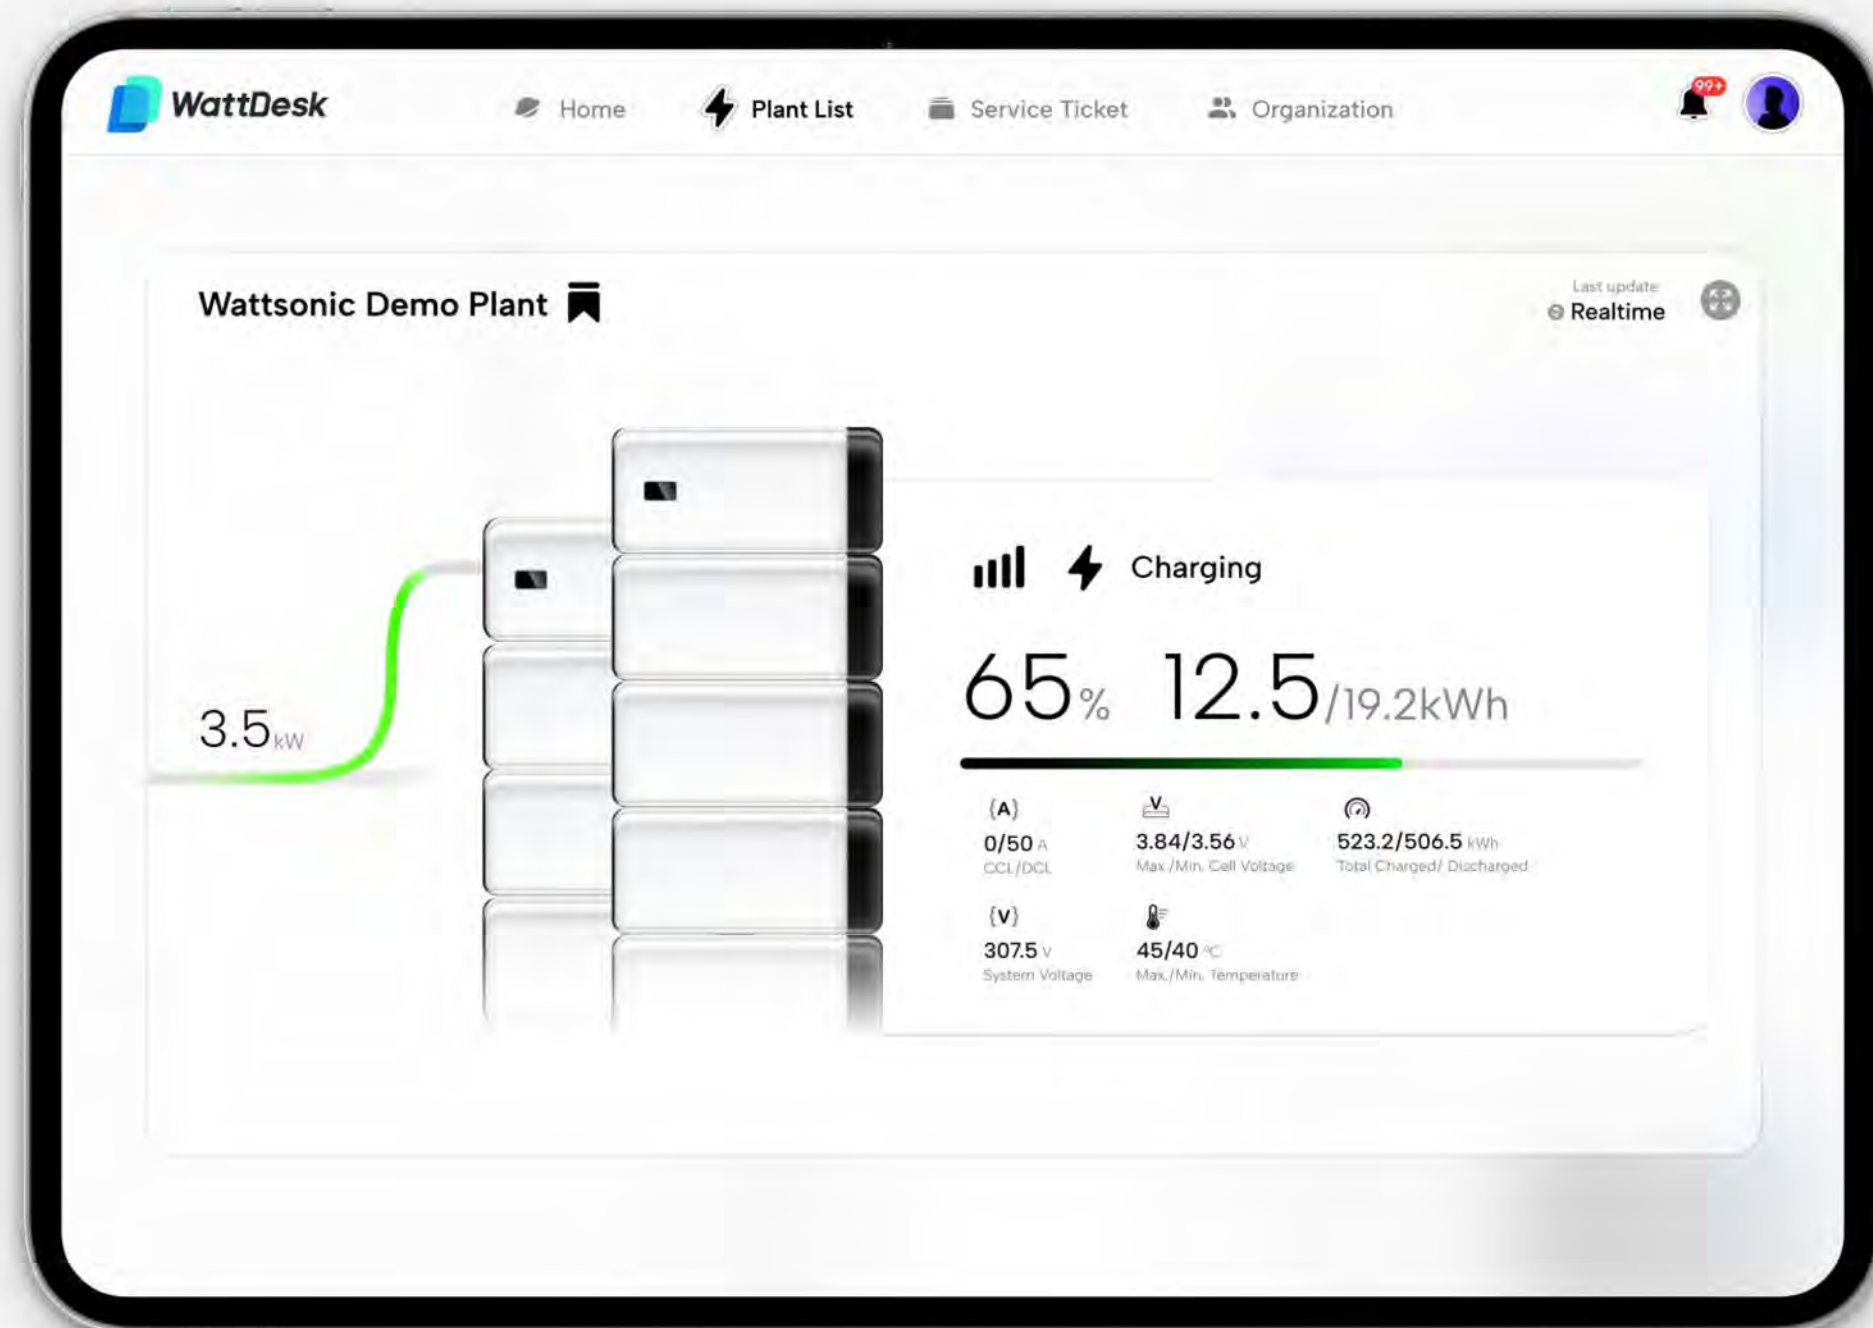 WattDesk
Home
Plant List
Service Ticket
Organization
99+
Wattsonic Demo Plant
Last update
Realtime
3.5kW
Charging
65% 12.5/19.2kWh
{A}
0/50 A
CCL/DCL
V
3.84/3.56 V
Max./Min. Cell Voltage
523.2/506.5 kWh
Total Charged/ Discharged
{V}
307.5 V
System Voltage
45/40 °C
Max./Min. Temperature